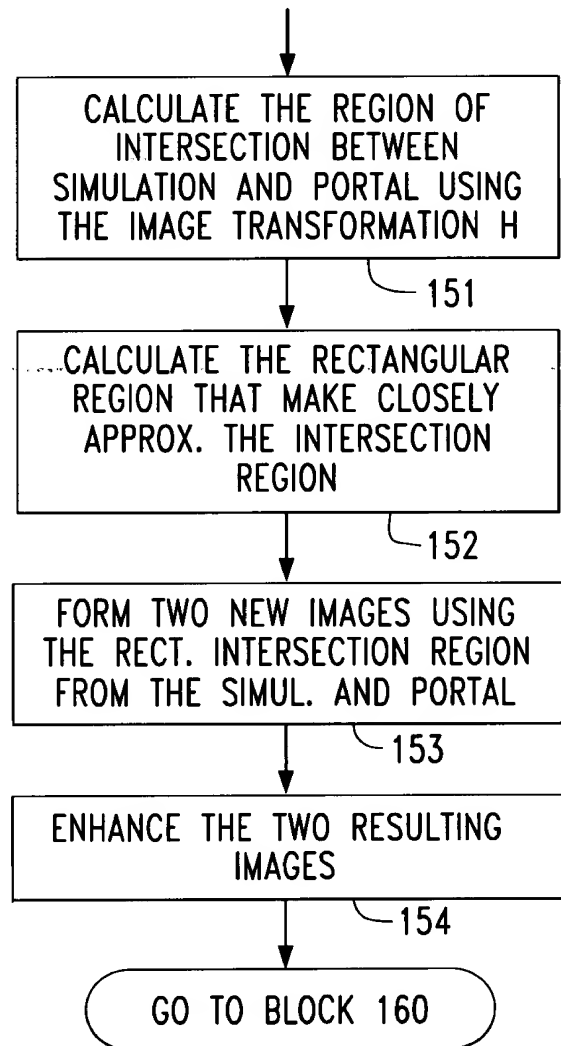 CALCULATE THE REGION OF
INTERSECTION BETWEEN
SIMULATION AND PORTAL USING
THE IMAGE TRANSFORMATION H
151
CALCULATE THE RECTANGULAR
REGION THAT MAKE CLOSELY
APPROX. THE INTERSECTION
REGION
152
FORM TWO NEW IMAGES USING
THE RECT. INTERSECTION REGION
FROM THE SIMUL. AND PORTAL
153
ENHANCE THE TWO RESULTING
IMAGES
154
GO TO BLOCK 160